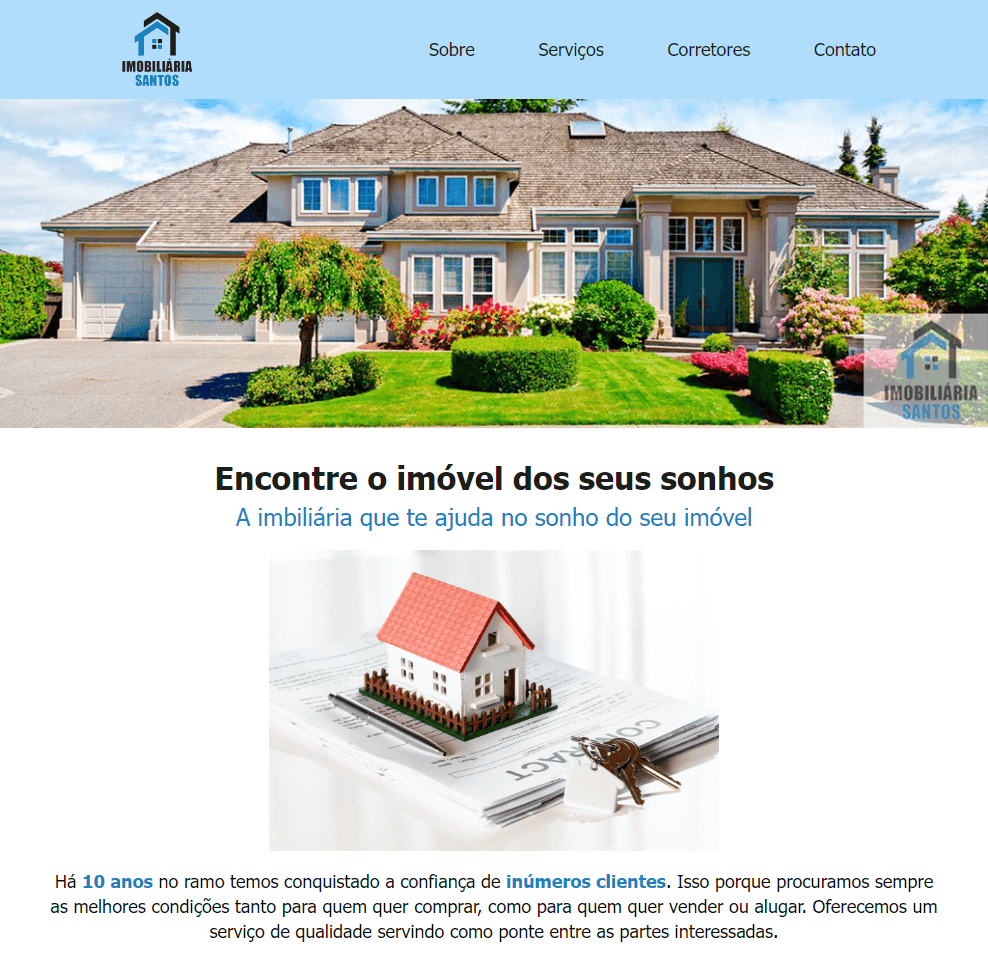 IMOBILIÁRIA
SANTOS
Sobre
Serviços
Corretores
Contato
IMOBILIÁRIA
SANTOS
Encontre o imóvel dos seus sonhos
A imbiliária que te ajuda no sonho do seu imóvel
CONTRACT
Há 10 anos no ramo temos conquistado a confiança de inúmeros clientes. Isso porque procuramos sempre
as melhores condições tanto para quem quer comprar, como para quem quer vender ou alugar. Oferecemos um
serviço de qualidade servindo como ponte entre as partes interessadas.